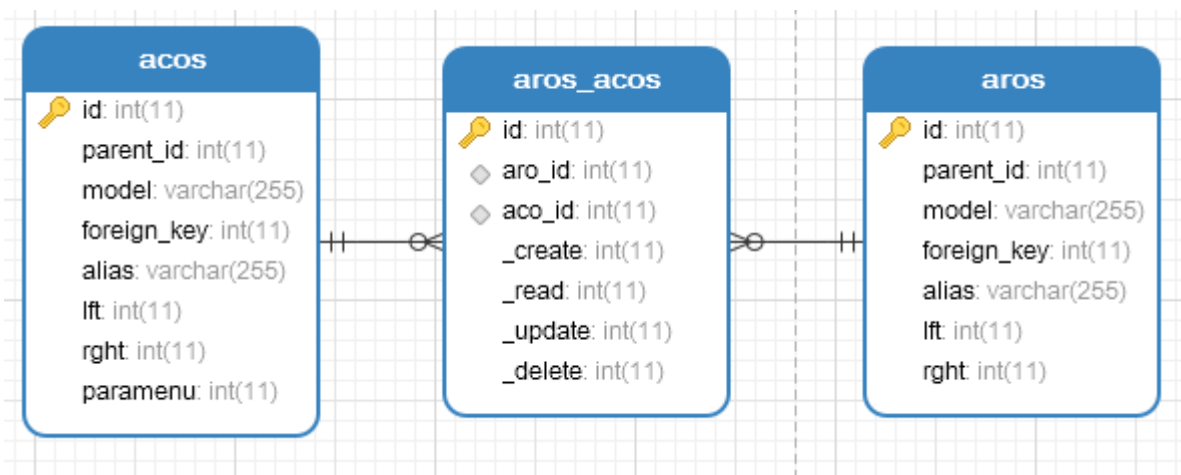 acos
id: int(11)
parent_id: int(11)
model: varchar(255)
foreign_key: int(11)
alias: varchar(255)
lft: int(11)
rght: int(11)
paramenu: int(11)
aros_acos
id: int(11)
aro_id: int(11)
aco_id: int(11)
_create: int(11)
_read: int(11)
_update: int(11)
_delete: int(11)
aros
id: int(11)
parent_id: int(11)
model: varchar(255)
foreign_key: int(11)
alias: varchar(255)
lft: int(11)
rght: int(11)